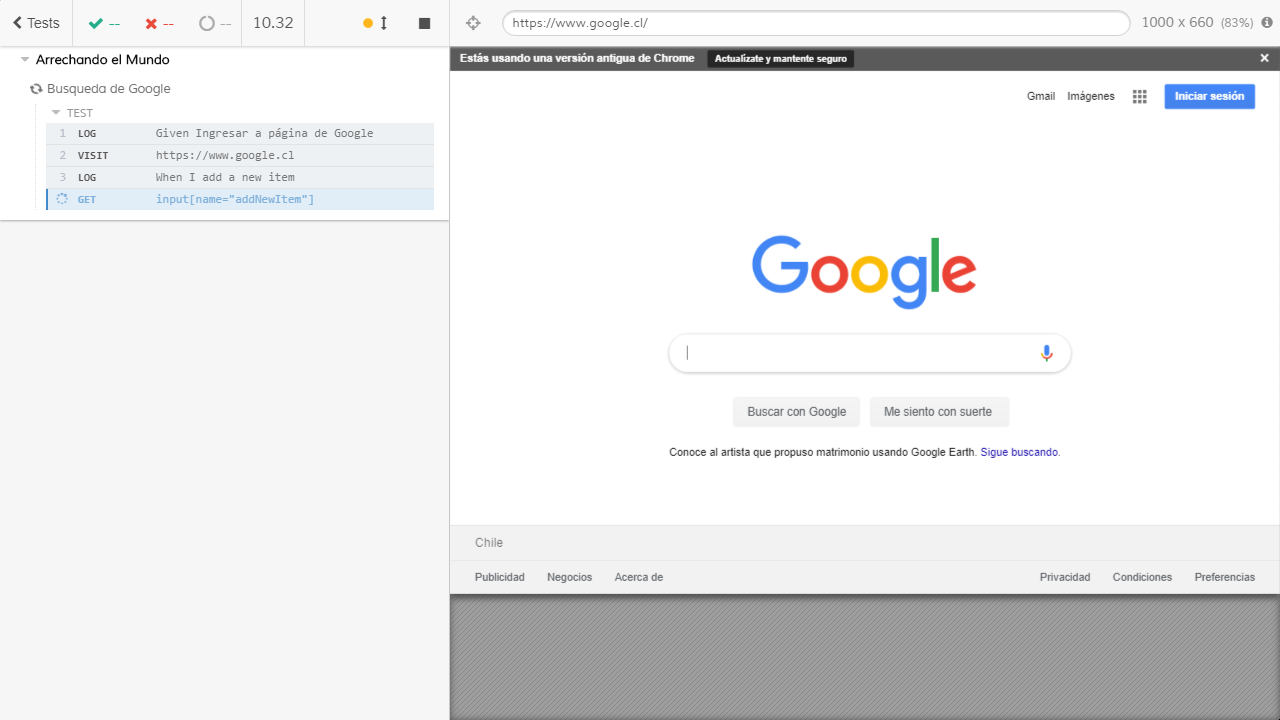 Tests -- -- -- 10.32
https://www.google.cl/ 1000 x 660 (83%)
Arrechando el Mundo
Busqueda de Google
TEST
1 LOG Given Ingresar a página de Google
2 VISIT https://www.google.cl
3 LOG When I add a new item
GET input[name="addNewItem"]
Estás usando una versión antigua de Chrome Actualízate y mantente seguro
Gmail Imágenes Iniciar sesión
Google
Buscar con Google Me siento con suerte
Conoce al artista que propuso matrimonio usando Google Earth. Sigue buscando.
Chile
Publicidad Negocios Acerca de Privacidad Condiciones Preferencias